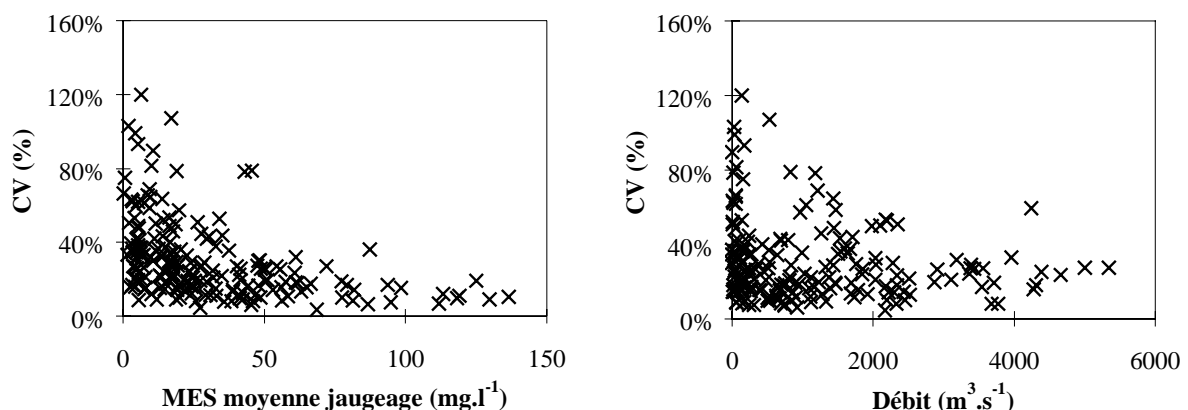 160%
120%
80%
40%
0%
CV (%)
0 50 100 150
MES moyenne jaugeage (mg.l⁻¹)
160%
120%
80%
40%
0%
CV (%)
0 2000 4000 6000
Débit (m³.s⁻¹)